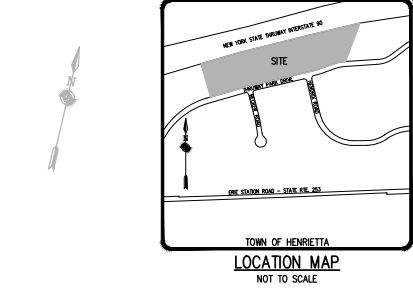 N
NEW YORK STATE THRUWAY INTERSTATE 90
SITE
THRUWAY PARK DRIVE
N
ERIE STATION ROAD - STATE RTE. 253
TOWN OF HENRIETTA
LOCATION MAP
NOT TO SCALE